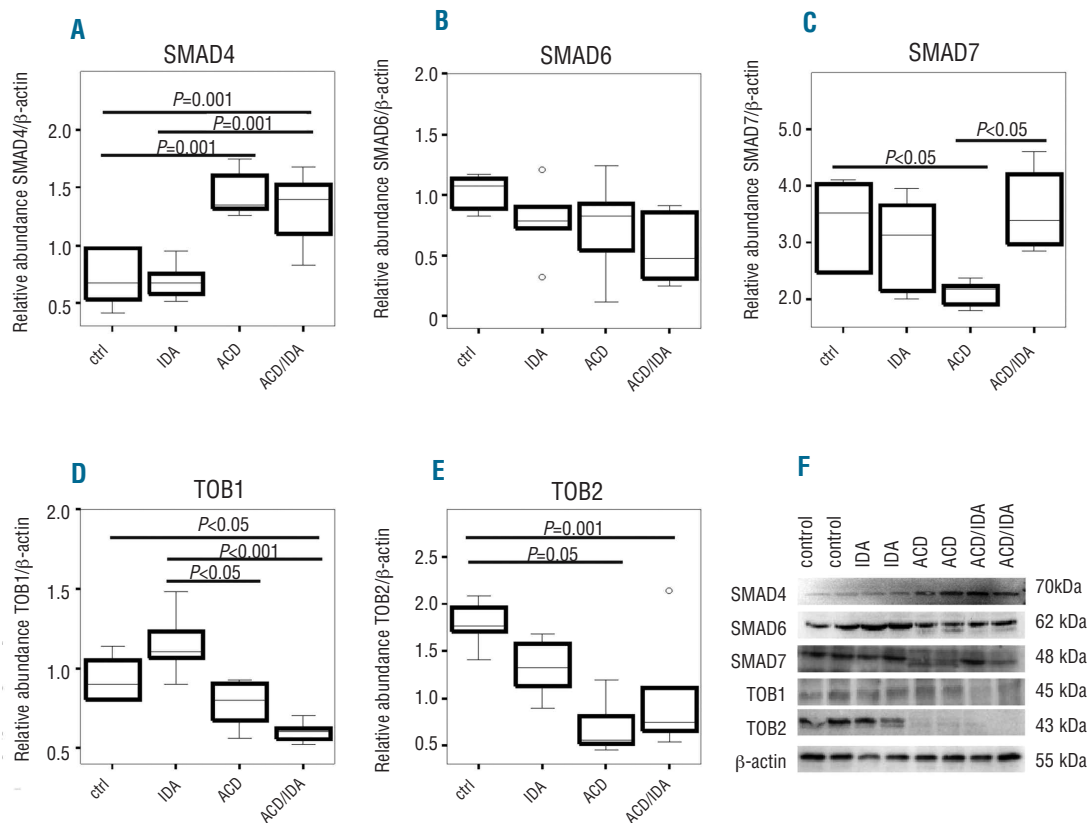 A
SMAD4
Relative abundance SMAD4/β-actin
2.0
1.5
1.0
0.5
P=0.001
P=0.001
P=0.001
ctrl
IDA
ACD
ACD/IDA
B
SMAD6
Relative abundance SMAD6/β-actin
2.0
1.5
1.0
0.5
0
ctrl
IDA
ACD
ACD/IDA
C
SMAD7
Relative abundance SMAD7/β-actin
5.0
4.0
3.0
2.0
P<0.05
P<0.05
ctrl
IDA
ACD
ACD/IDA
D
TOB1
Relative abundance TOB1/β-actin
2.0
1.5
1.0
0.5
P<0.05
P<0.001
P<0.05
ctrl
IDA
ACD
ACD/IDA
E
TOB2
Relative abundance TOB2/β-actin
2.5
2.0
1.5
1.0
0.5
P=0.001
P=0.05
ctrl
IDA
ACD
ACD/IDA
F
control
control
IDA
IDA
ACD
ACD
ACD/IDA
ACD/IDA
SMAD4 70kDa
SMAD6 62 kDa
SMAD7 48 kDa
TOB1 45 kDa
TOB2 43 kDa
β-actin 55 kDa